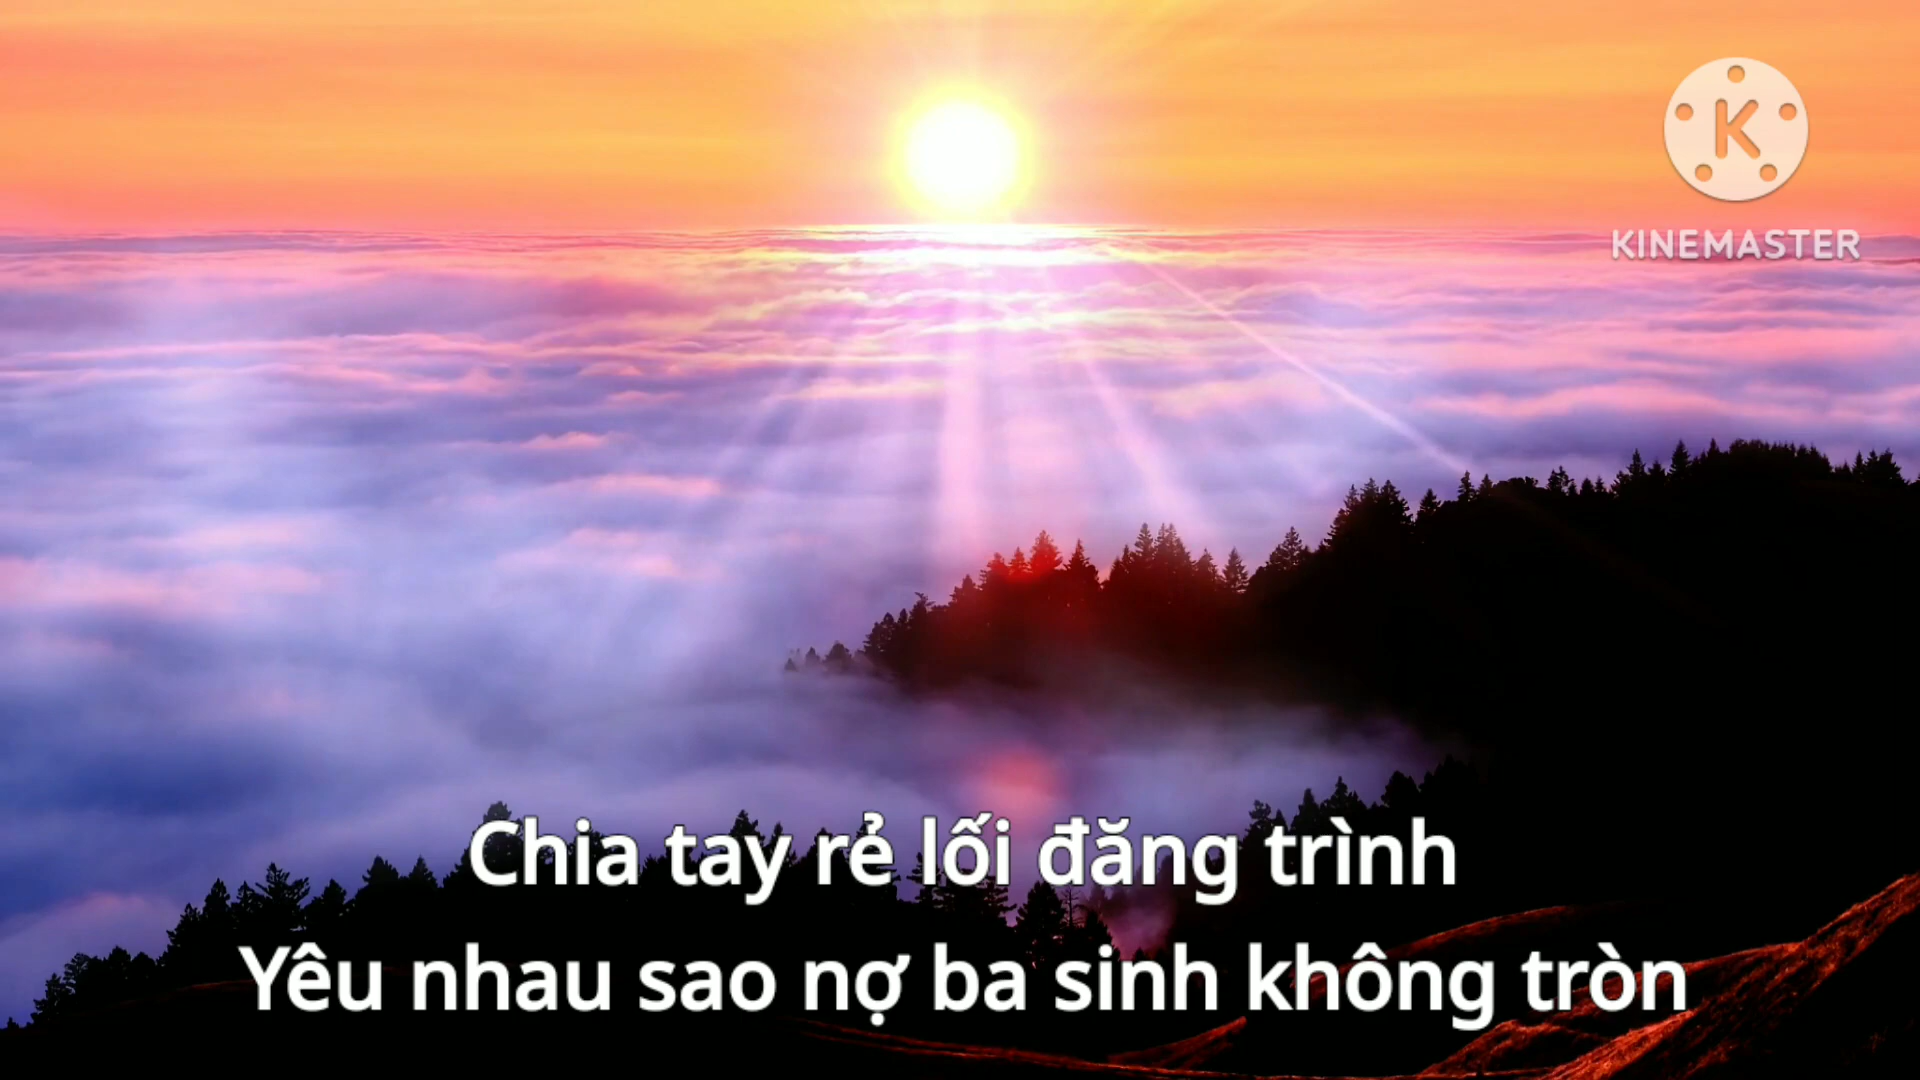 K
KINEMASTER
Chia tay rẻ lối đăng trình
Yêu nhau sao nợ ba sinh không tròn